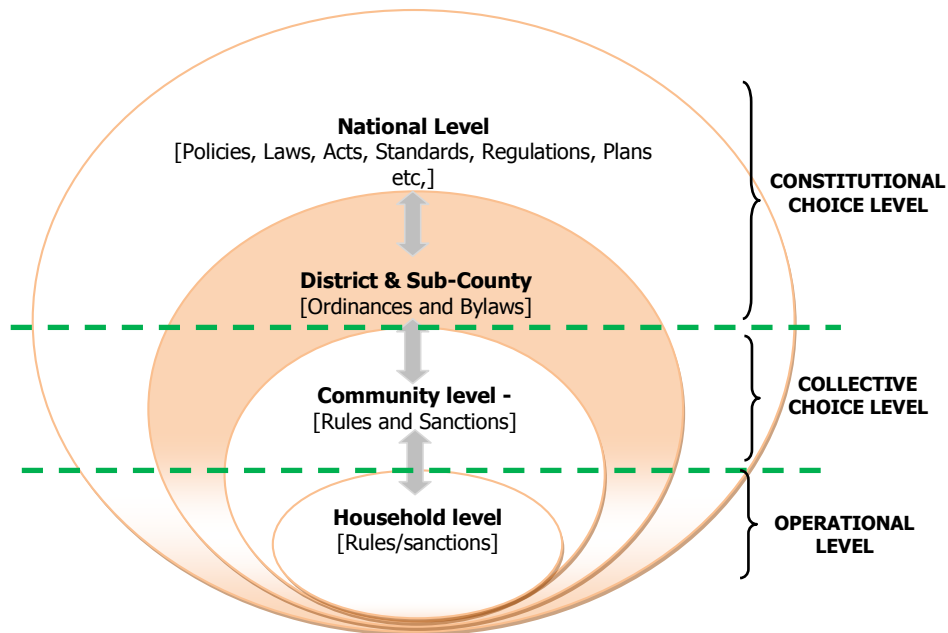 National Level
[Policies, Laws, Acts, Standards, Regulations, Plans
etc,]
CONSTITUTIONAL
CHOICE LEVEL
District & Sub-County
[Ordinances and Bylaws]
Community level -
[Rules and Sanctions]
COLLECTIVE
CHOICE LEVEL
Household level
[Rules/sanctions]
OPERATIONAL
LEVEL